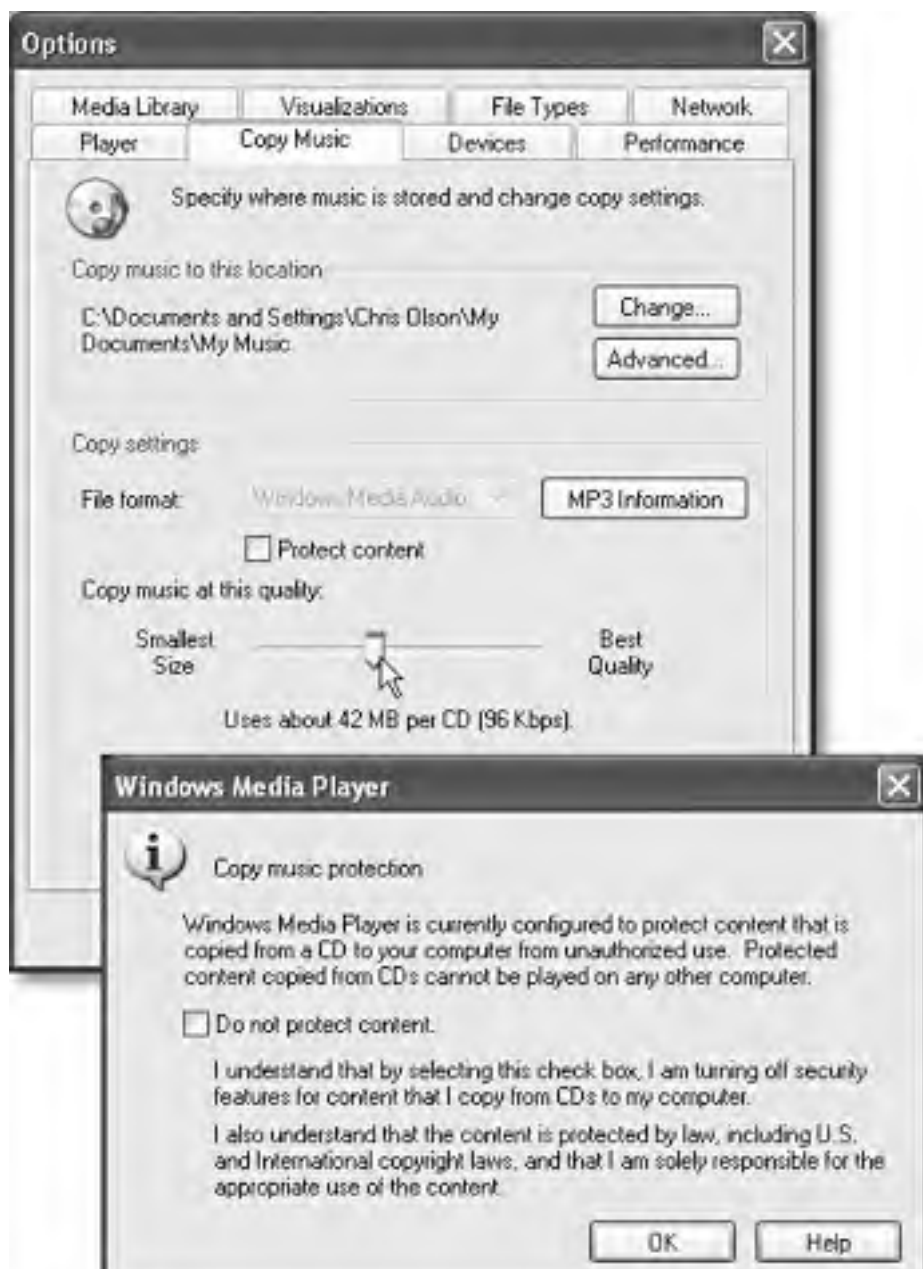 Options
Media Library Visualizations File Types Network
Player Copy Music Devices Performance
Specify where music is stored and change copy settings.
Copy music to this location
C:\Documents and Settings\Chris Olson\My
Documents\My Music
Change...
Advanced...
Copy settings
File format: Windows Media Audio MP3 Information
Protect content
Copy music at this quality:
Smallest
Size
Best
Quality
Uses about 42 MB per CD (96 Kbps).
Windows Media Player
Copy music protection
Windows Media Player is currently configured to protect content that is
copied from a CD to your computer from unauthorized use. Protected
content copied from CDs cannot be played on any other computer.
Do not protect content.
I understand that by selecting this check box, I am turning off security
features for content that I copy from CDs to my computer.
I also understand that the content is protected by law, including U.S.
and International copyright laws, and that I am solely responsible for the
appropriate use of the content.
OK Help